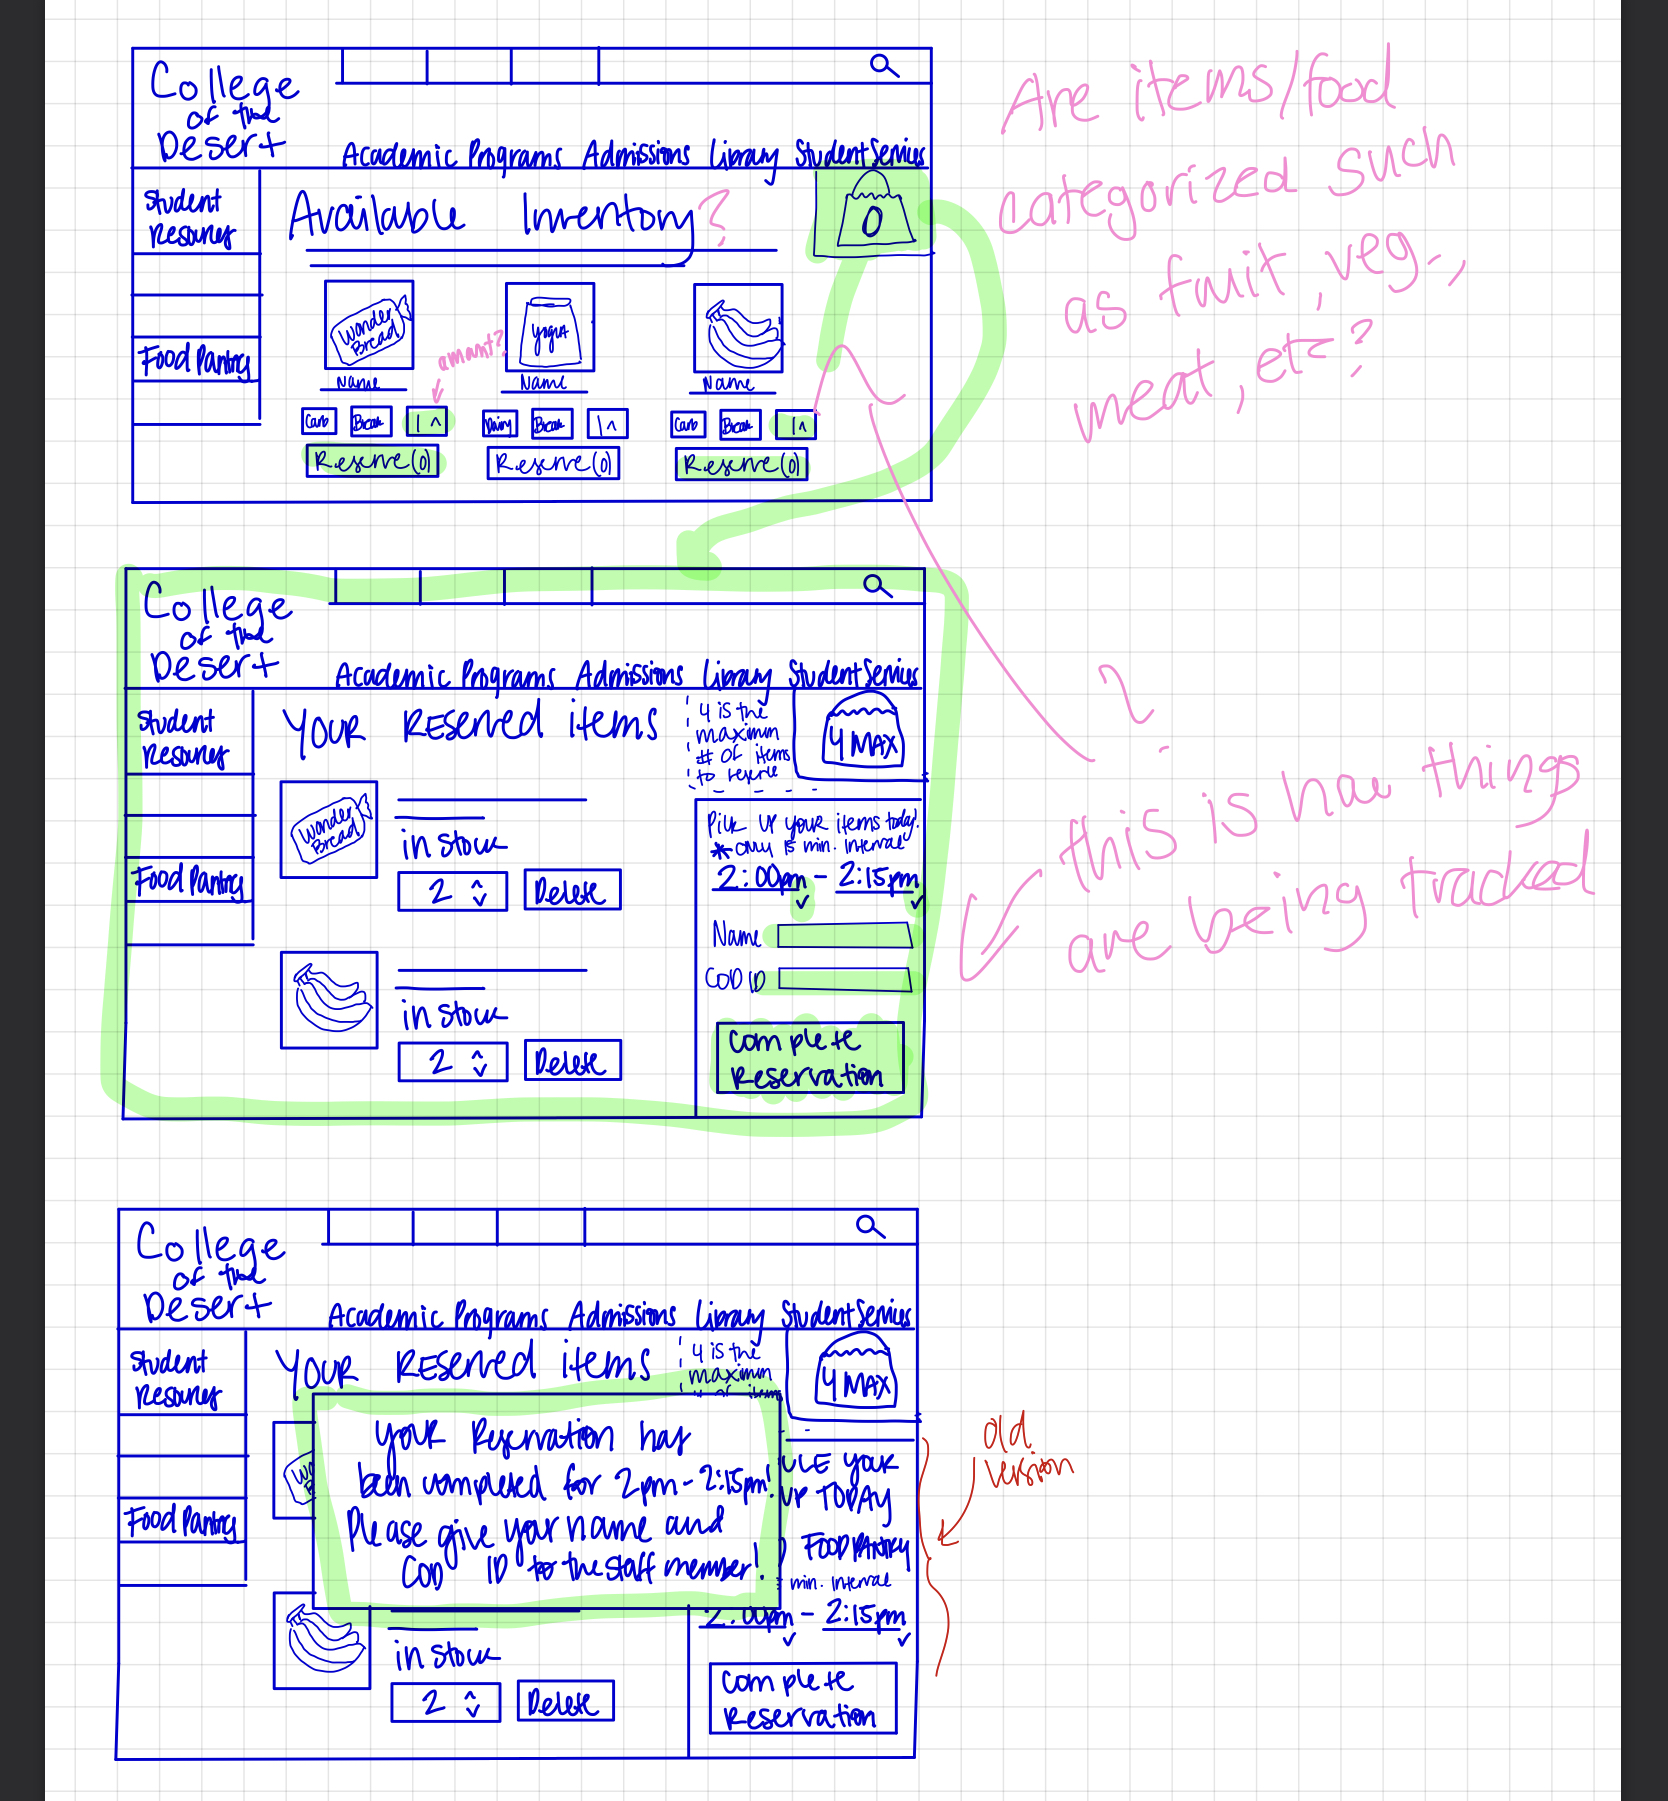 College
of the
Desert
Academic Programs Admissions Library Student Services
Student
Resources
Food Pantry
Available Inventory?
0
Wonder
Bread
Yogurt
Name
Name
Name
amount?
Carb
Break
1 ^
Dairy
Break
1 ^
Carb
Break
1 ^
Reserve (0)
Reserve (0)
Reserve (0)
Are items/food
categorized such
as fruit, veg.,
meat, etc?
College
of the
Desert
Academic Programs Admissions Library Student Services
Student
Resources
Food Pantry
Your Reserved items
4 is the
maximum
# of items
to reserve
4 MAX
Wonder
Bread
in stock
2
Delete
in stock
2
Delete
Pick up your items today!
* only 15 min. interval
2:00pm - 2:15pm
Name
COD ID
Complete
Reservation
?
this is how things
are being tracked
College
of the
Desert
Academic Programs Admissions Library Student Services
Student
Resources
Food Pantry
Your Reserved items
4 is the
maximum
4 MAX
Your Reservation has
been completed for 2pm - 2:15pm!
Please give your name and
COD ID to the staff member!
ULE YOUR
UP TODAY
FOOD PANTRY
min. interval
2:00pm - 2:15pm
in stock
2
Delete
Complete
Reservation
old
version